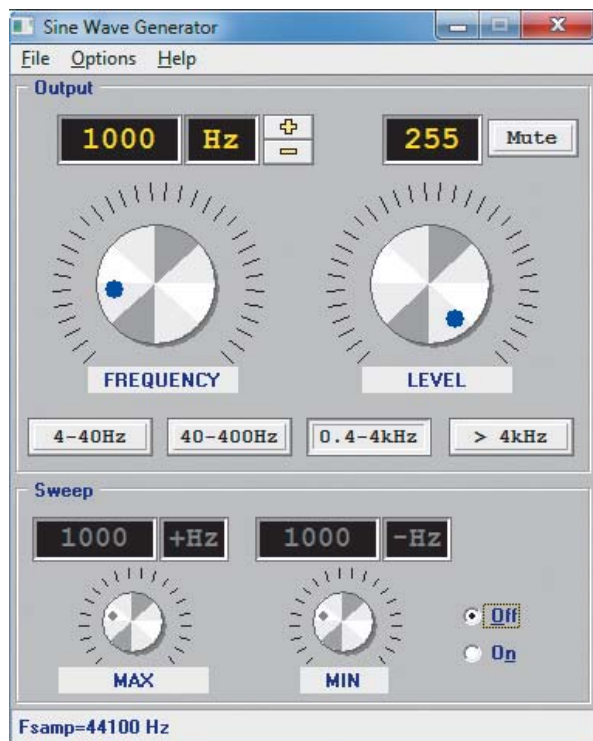 Sine Wave Generator
File Options Help
Output
1000 Hz
255 Mute
FREQUENCY LEVEL
4-40Hz 40-400Hz 0.4-4kHz > 4kHz
Sweep
1000 +Hz 1000 -Hz
Off
On
MAX MIN
Fsamp=44100 Hz